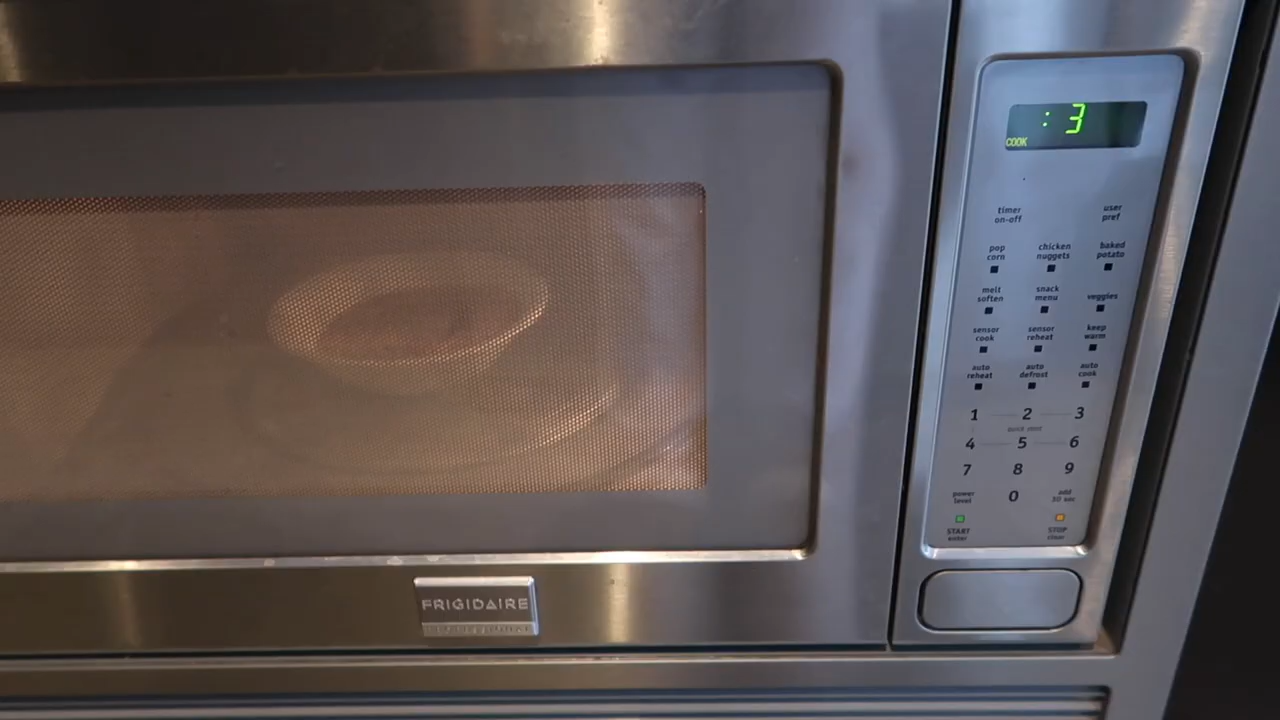 : 3
COOK
timer
on-off
user
pref
pop
corn
chicken
nuggets
baked
potato
melt
soften
snack
menu
veggies
sensor
cook
sensor
reheat
keep
warm
auto
reheat
auto
defrost
auto
cook
1 2 3
4 5 6
7 8 9
power
level
0
add
30 sec
START
enter
STOP
clear
FRIGIDAIRE
PROFESSIONAL